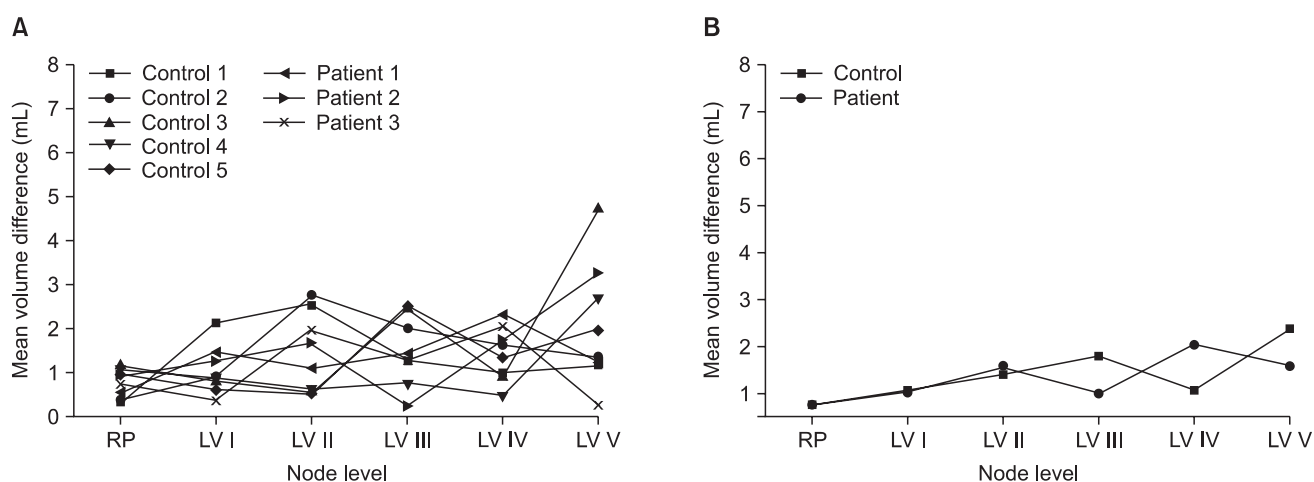 A
Mean volume difference (mL)
8
7
6
5
4
3
2
1
0
Control 1
Control 2
Control 3
Control 4
Control 5
Patient 1
Patient 2
Patient 3
RP LV I LV II LV III LV IV LV V
Node level
B
Mean volume difference (mL)
8
7
6
5
2
2
1
Control
Patient
RP LV I LV II LV III LV IV LV V
Node level